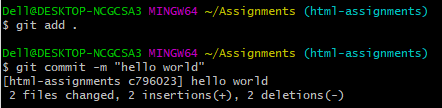 Dell@DESKTOP-NCGCSA3 MINGW64 ~/Assignments (html-assignments)
$ git add .
Dell@DESKTOP-NCGCSA3 MINGW64 ~/Assignments (html-assignments)
$ git commit -m "hello world"
[html-assignments c796023] hello world
 2 files changed, 2 insertions(+), 2 deletions(-)